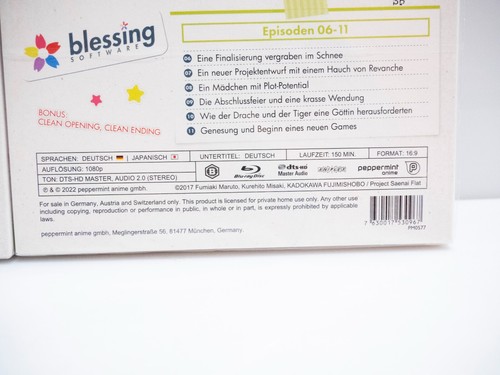 blessing
SOFTWARE
Episoden 06-11
06 Eine Finalisierung vergraben im Schnee
07 Ein neuer Projektentwurf mit einem Hauch von Revanche
08 Ein Mädchen mit Plot-Potential
09 Die Abschlussfeier und eine krasse Wendung
10 Wie der Drache und der Tiger eine Göttin herausforderten
11 Genesung und Beginn eines neuen Games
BONUS:
CLEAN OPENING, CLEAN ENDING
SPRACHEN: DEUTSCH | JAPANISCH UNTERTITEL: DEUTSCH LAUFZEIT: 150 MIN. FORMAT: 16:9
AUFLÖSUNG: 1080p
TON: DTS-HD MASTER, AUDIO 2.0 (STEREO)
B Blu-ray Disc dts-HD Master Audio peppermint anime
℗ & © 2022 peppermint anime gmbh. ©2017 Fumiaki Maruto, Kurehito Misaki, KADOKAWA FUJIMISHOBO / Project Saenai Flat.
For sale in Germany, Austria and Switzerland only. This product is licensed for private home use only. Any other use
including copying, reproduction or performance in public, in whole or in part, is expressly prohibited by applicable
law.
peppermint anime gmbh, Meglingerstraße 56, 81477 München, Germany.
7 630017 530967
PM0577